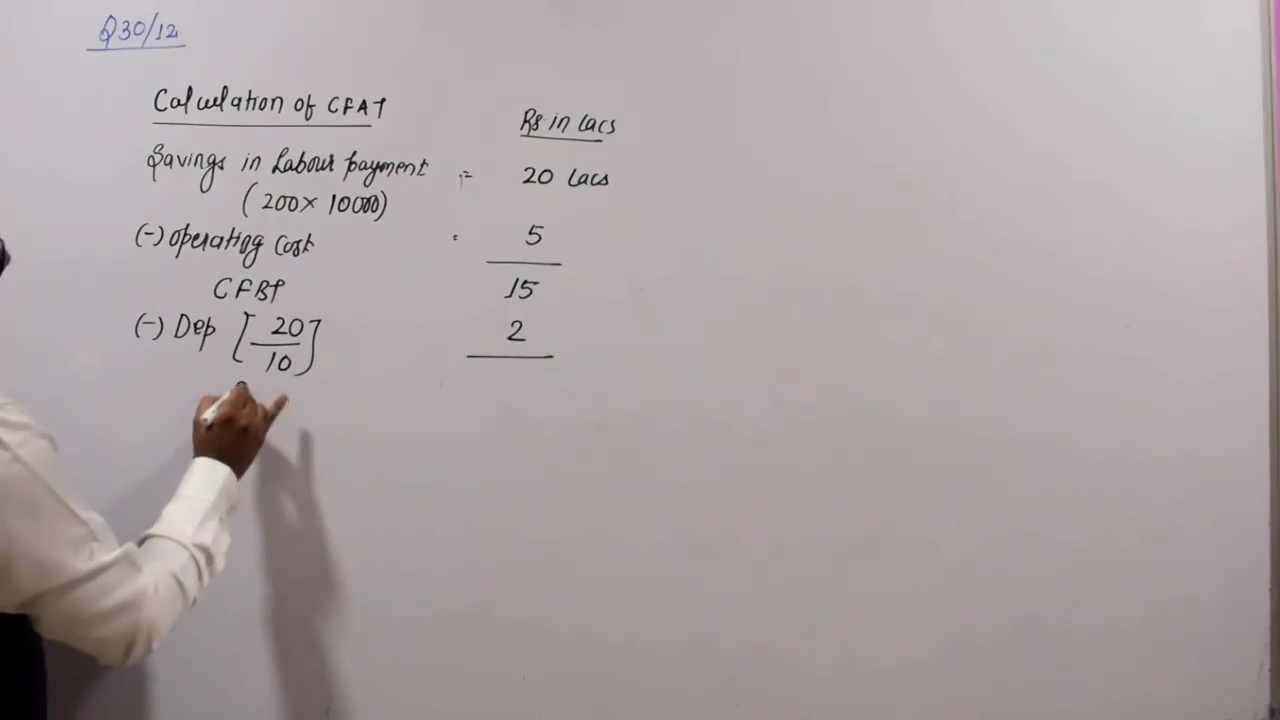 Q30/12
Calculation of CFAT
Rs in Lacs
Savings in Labour payment := 20 Lacs
(200× 10000)
(-) operating cost : 5
CFBT 15
(-) Dep [20/10] 2